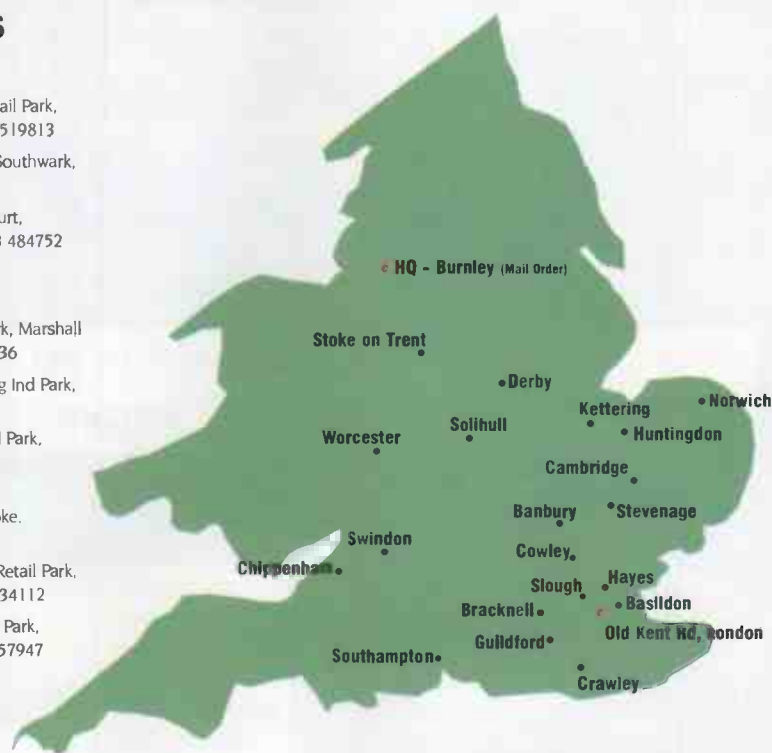 S
ail Park,
519813
Southwark,
urt,
484752
k, Marshall
36
g Ind Park,
Park,
oke.
Retail Park,
34112
Park,
57947
HQ - Burnley (Mail Order)
Stoke on Trent
Derby
Norwich
Kettering
Huntingdon
Solihull
Worcester
Cambridge
Banbury
Stevenage
Swindon
Cowley
Chippenham
Hayes
Slough
Basildon
Bracknell
Old Kent Rd, London
Guildford
Southampton
Crawley